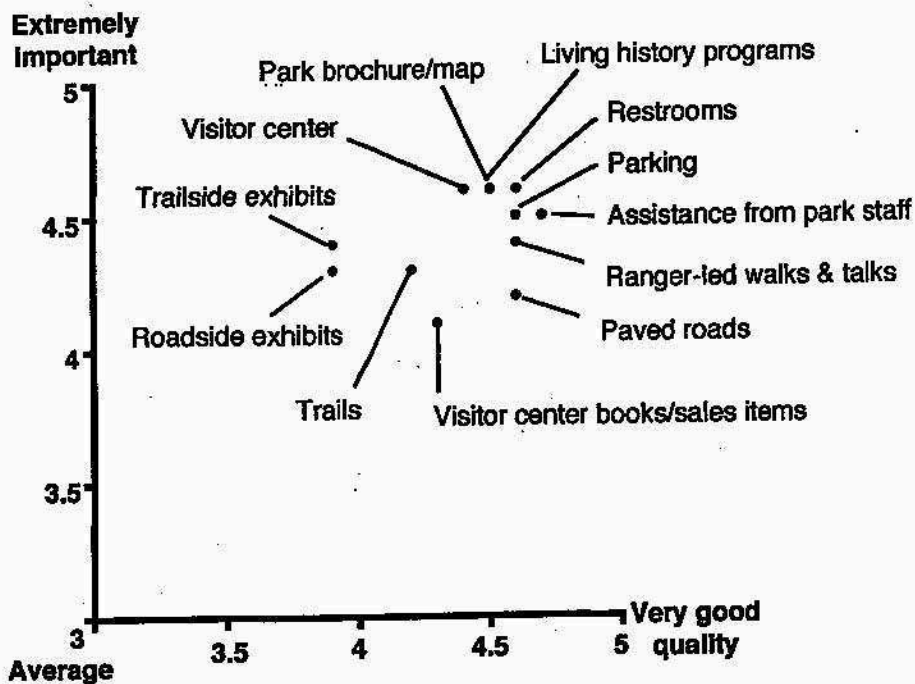 Extremely
Important
Living history programs
Park brochure/map
5
Restrooms
Visitor center
Parking
Trailside exhibits
4.5
Assistance from park staff
Ranger-led walks & talks
Roadside exhibits
Paved roads
4
Trails
Visitor center books/sales items
3.5
3
3.5
4
4.5
5
Very good
quality
Average